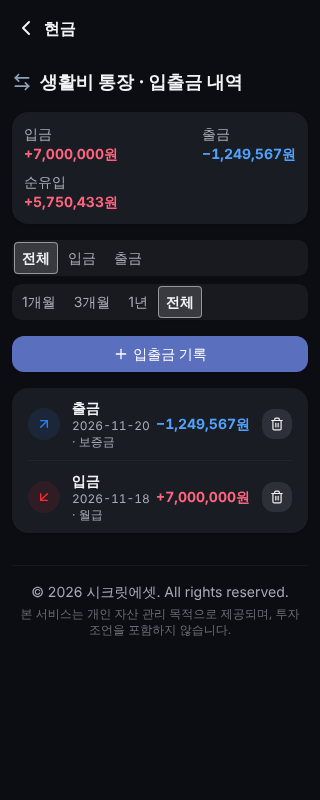 현금
생활비 통장 · 입출금 내역
입금
+7,000,000원
출금
−1,249,567원
순유입
+5,750,433원
전체 입금 출금
1개월 3개월 1년 전체
+ 입출금 기록
출금
2026-11-20 −1,249,567원
· 보증금
입금
2026-11-18 +7,000,000원
· 월급
© 2026 시크릿에셋. All rights reserved.
본 서비스는 개인 자산 관리 목적으로 제공되며, 투자
조언을 포함하지 않습니다.